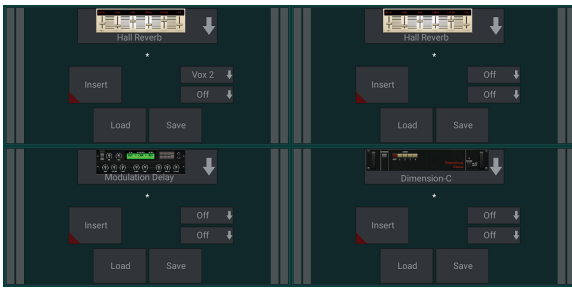 Hall Reverb
*
Insert
Vox 2
Off
Load
Save
Hall Reverb
*
Insert
Off
Off
Load
Save
Modulation Delay
*
Insert
Off
Off
Load
Save
Dimension-C
*
Insert
Off
Off
Load
Save